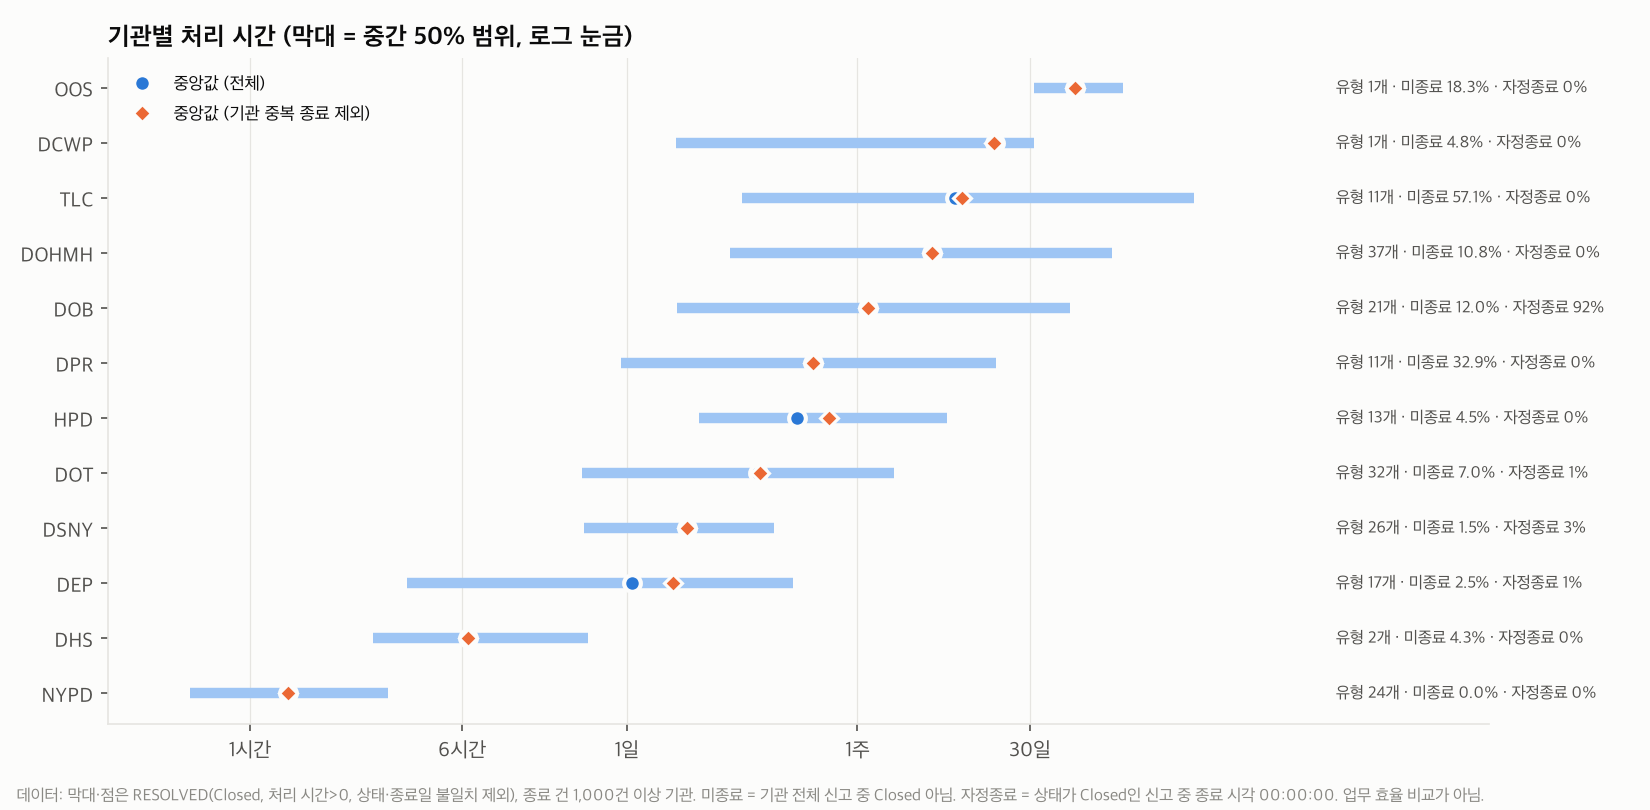 기관별 처리 시간 (막대 = 중간 50% 범위, 로그 눈금)
중앙값 (전체)
중앙값 (기관 중복 종료 제외)
OOS 유형 1개 · 미종료 18.3% · 자정종료 0%
DCWP 유형 1개 · 미종료 4.8% · 자정종료 0%
TLC 유형 11개 · 미종료 57.1% · 자정종료 0%
DOHMH 유형 37개 · 미종료 10.8% · 자정종료 0%
DOB 유형 21개 · 미종료 12.0% · 자정종료 92%
DPR 유형 11개 · 미종료 32.9% · 자정종료 0%
HPD 유형 13개 · 미종료 4.5% · 자정종료 0%
DOT 유형 32개 · 미종료 7.0% · 자정종료 1%
DSNY 유형 26개 · 미종료 1.5% · 자정종료 3%
DEP 유형 17개 · 미종료 2.5% · 자정종료 1%
DHS 유형 2개 · 미종료 4.3% · 자정종료 0%
NYPD 유형 24개 · 미종료 0.0% · 자정종료 0%
1시간 6시간 1일 1주 30일
데이터: 막대·점은 RESOLVED(Closed, 처리 시간>0, 상태·종료일 불일치 제외), 종료 건 1,000건 이상 기관. 미종료 = 기관 전체 신고 중 Closed 아님. 자정종료 = 상태가 Closed인 신고 중 종료 시각 00:00:00. 업무 효율 비교가 아님.